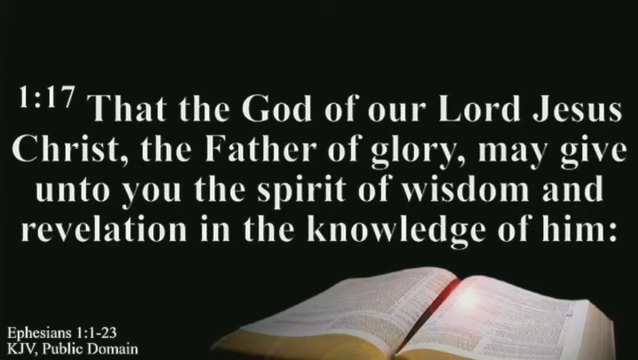 1:17 That the God of our Lord Jesus
Christ, the Father of glory, may give
unto you the spirit of wisdom and
revelation in the knowledge of him:
Ephesians 1:1-23
KJV, Public Domain